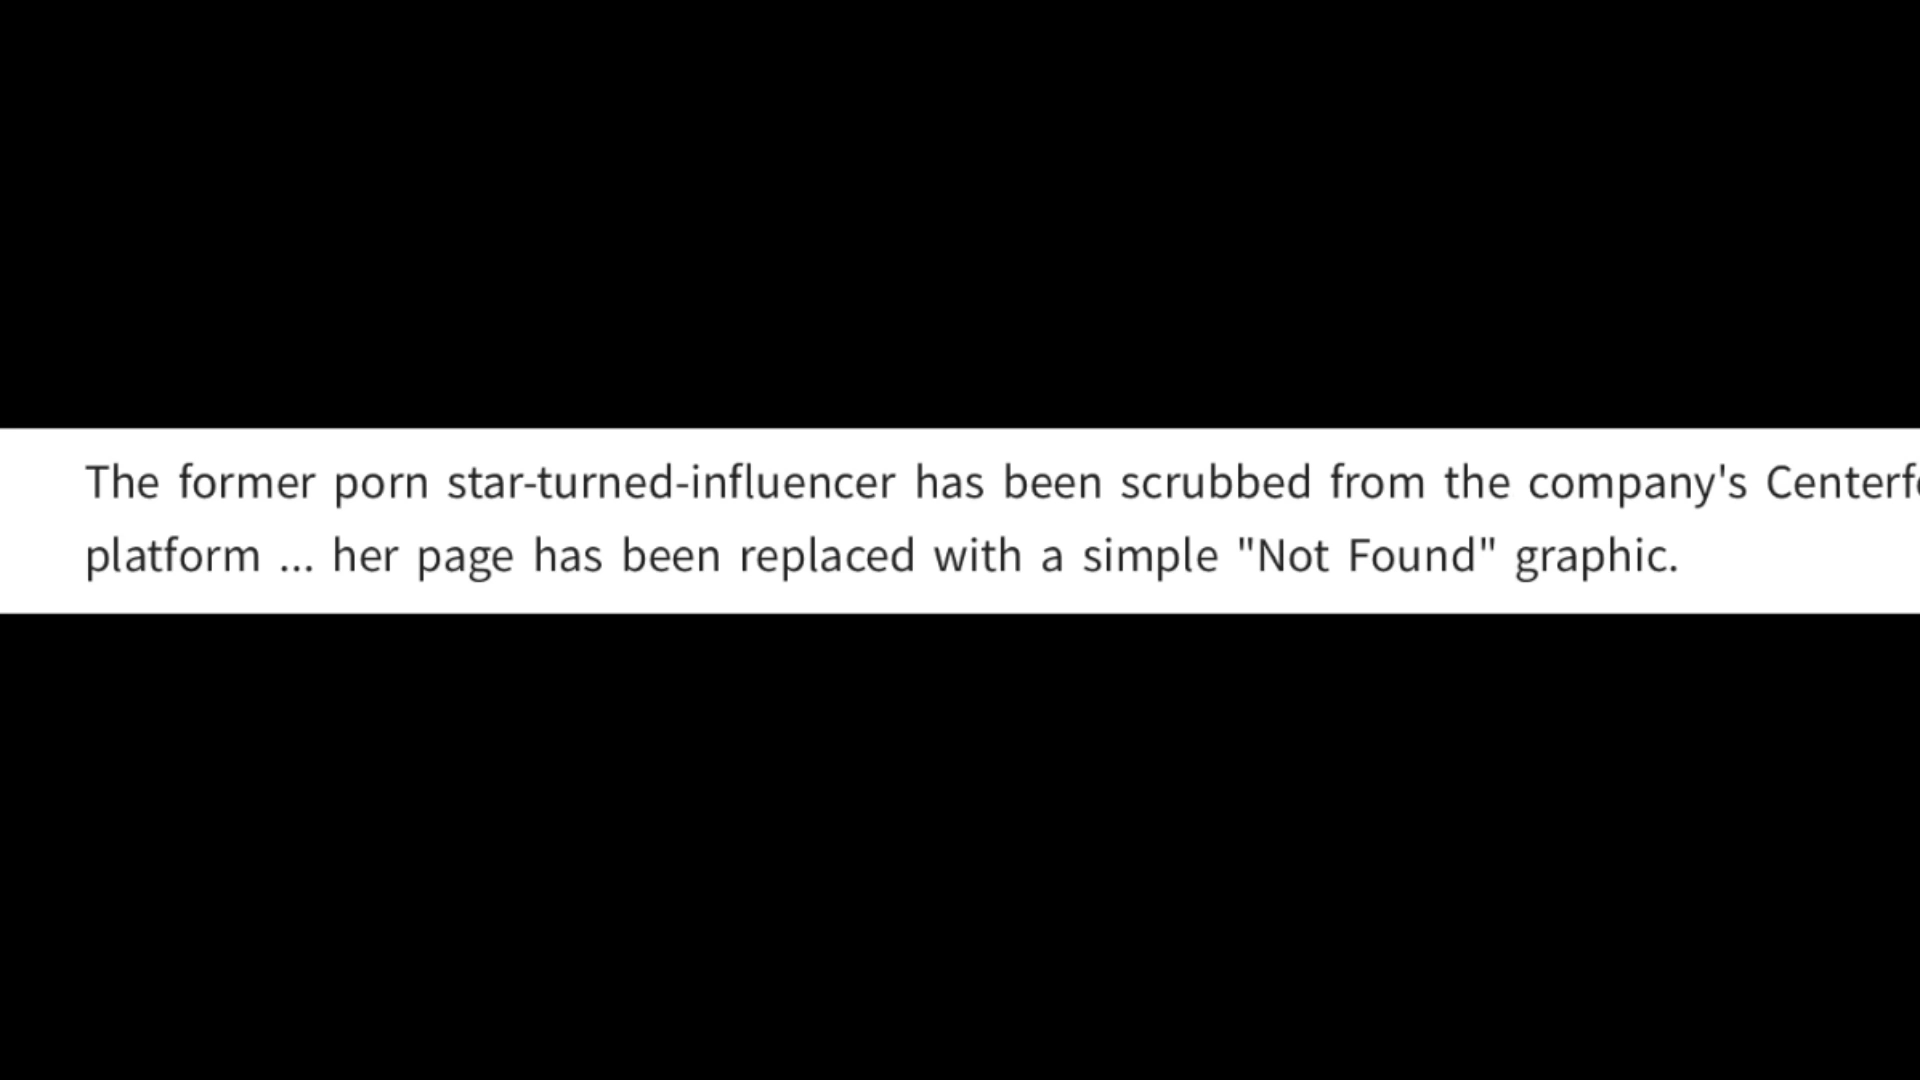 The former porn star-turned-influencer has been scrubbed from the company's
platform ... her page has been replaced with a simple "Not Found" graphic.